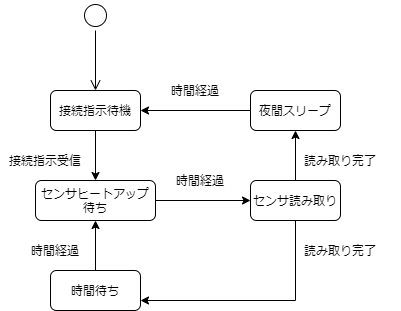 時間経過
接続指示待機
夜間スリープ
接続指示受信
読み取り完了
時間経過
センサヒートアップ
待ち
センサ読み取り
時間経過
読み取り完了
時間待ち